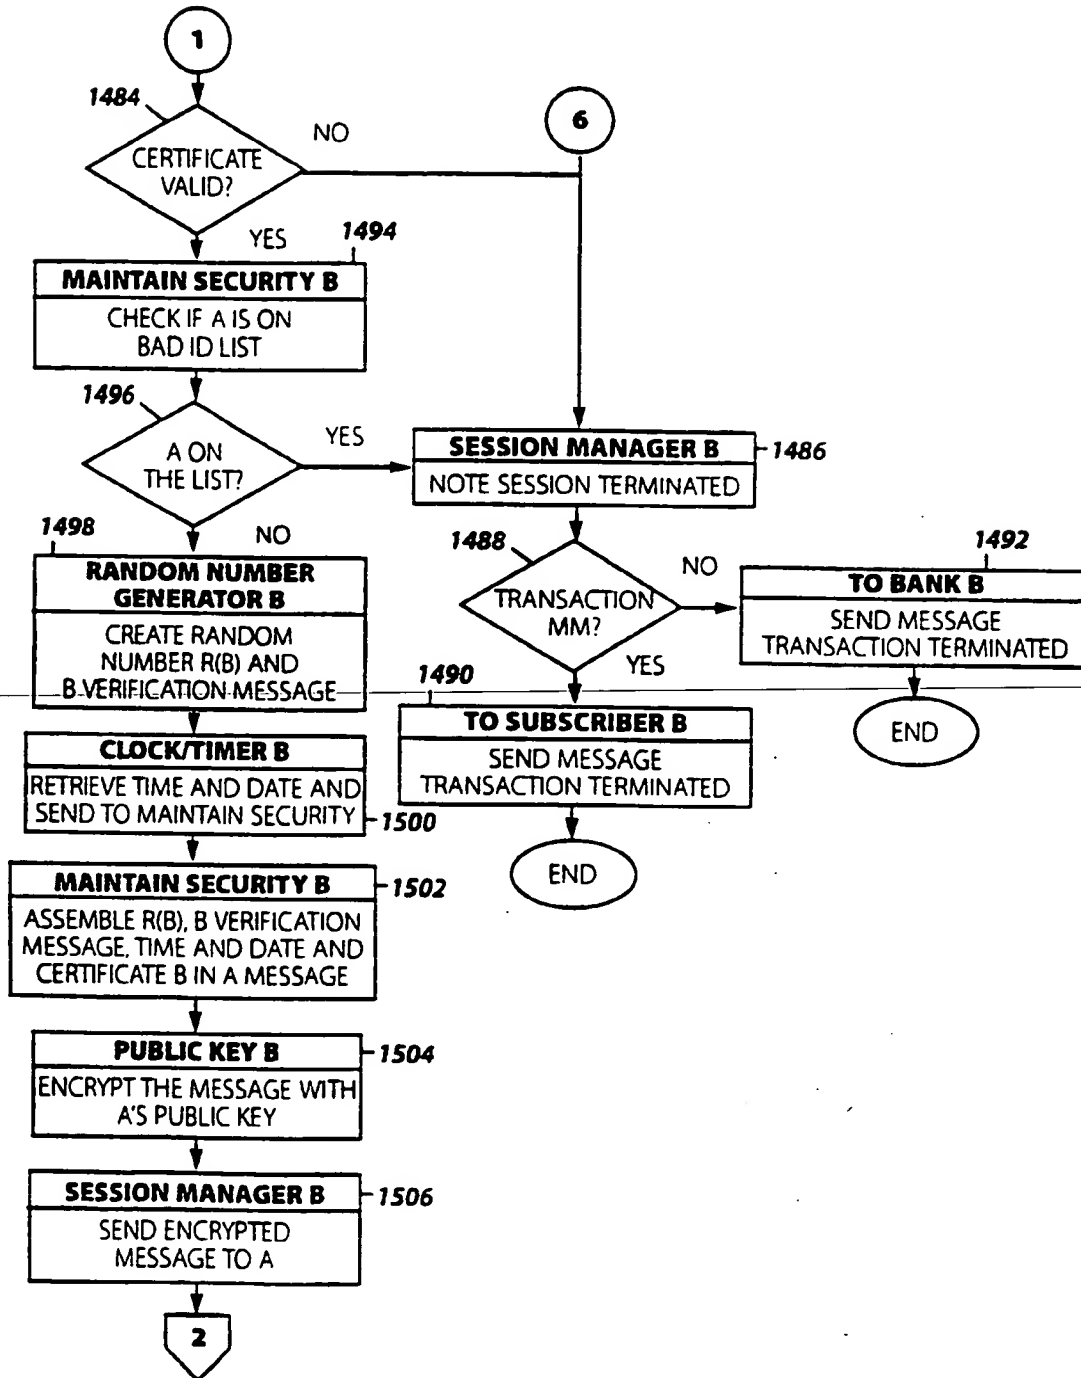 1
1484
CERTIFICATE
VALID?
NO
6
YES
1494
MAINTAIN SECURITY B
CHECK IF A IS ON
BAD ID LIST
1496
A ON
THE LIST?
YES
SESSION MANAGER B
1486
NOTE SESSION TERMINATED
NO
1498
RANDOM NUMBER
GENERATOR B
CREATE RANDOM
NUMBER R(B) AND
B VERIFICATION MESSAGE
1488
TRANSACTION
MM?
NO
1492
TO BANK B
SEND MESSAGE
TRANSACTION TERMINATED
END
YES
1490
TO SUBSCRIBER B
SEND MESSAGE
TRANSACTION TERMINATED
END
CLOCK/TIMER B
RETRIEVE TIME AND DATE AND
SEND TO MAINTAIN SECURITY
1500
MAINTAIN SECURITY B
1502
ASSEMBLE R(B), B VERIFICATION
MESSAGE, TIME AND DATE AND
CERTIFICATE B IN A MESSAGE
PUBLIC KEY B
1504
ENCRYPT THE MESSAGE WITH
A'S PUBLIC KEY
SESSION MANAGER B
1506
SEND ENCRYPTED
MESSAGE TO A
2